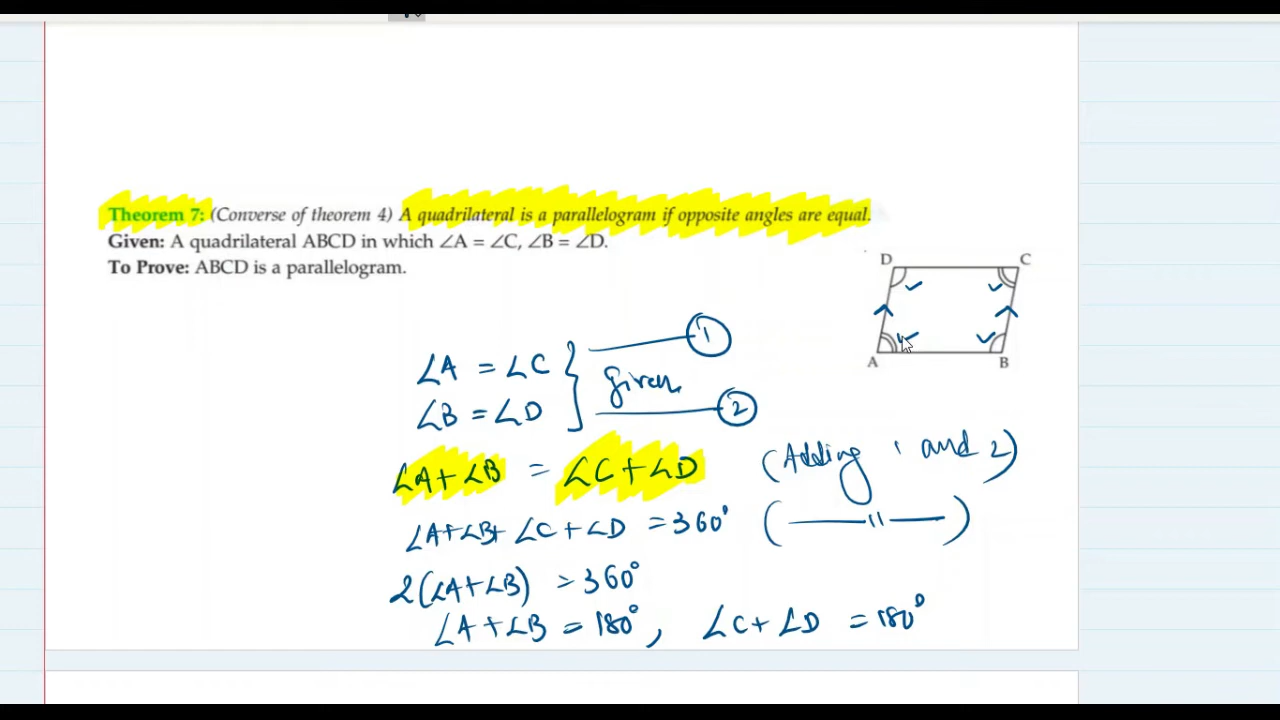 Theorem 7: (Converse of theorem 4) A quadrilateral is a parallelogram if opposite angles are equal.
Given: A quadrilateral ABCD in which ∠A = ∠C, ∠B = ∠D.
To Prove: ABCD is a parallelogram.
D C
A B
∠A = ∠C } given 1
∠B = ∠D 2
∠A+∠B = ∠C+∠D (Adding 1 and 2)
∠A+∠B+ ∠C+∠D = 360° ( —— 11 —— )
2(∠A+∠B) = 360°
∠A+∠B = 180°, ∠C+∠D = 180°